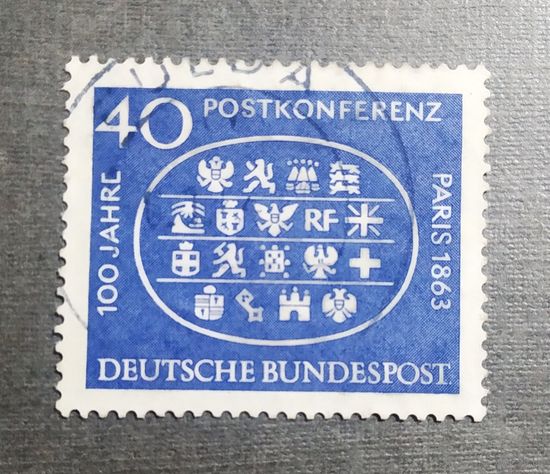 40 POSTKONFERENZ
100 JAHRE
PARIS 1863
RF
DEUTSCHE BUNDESPOST